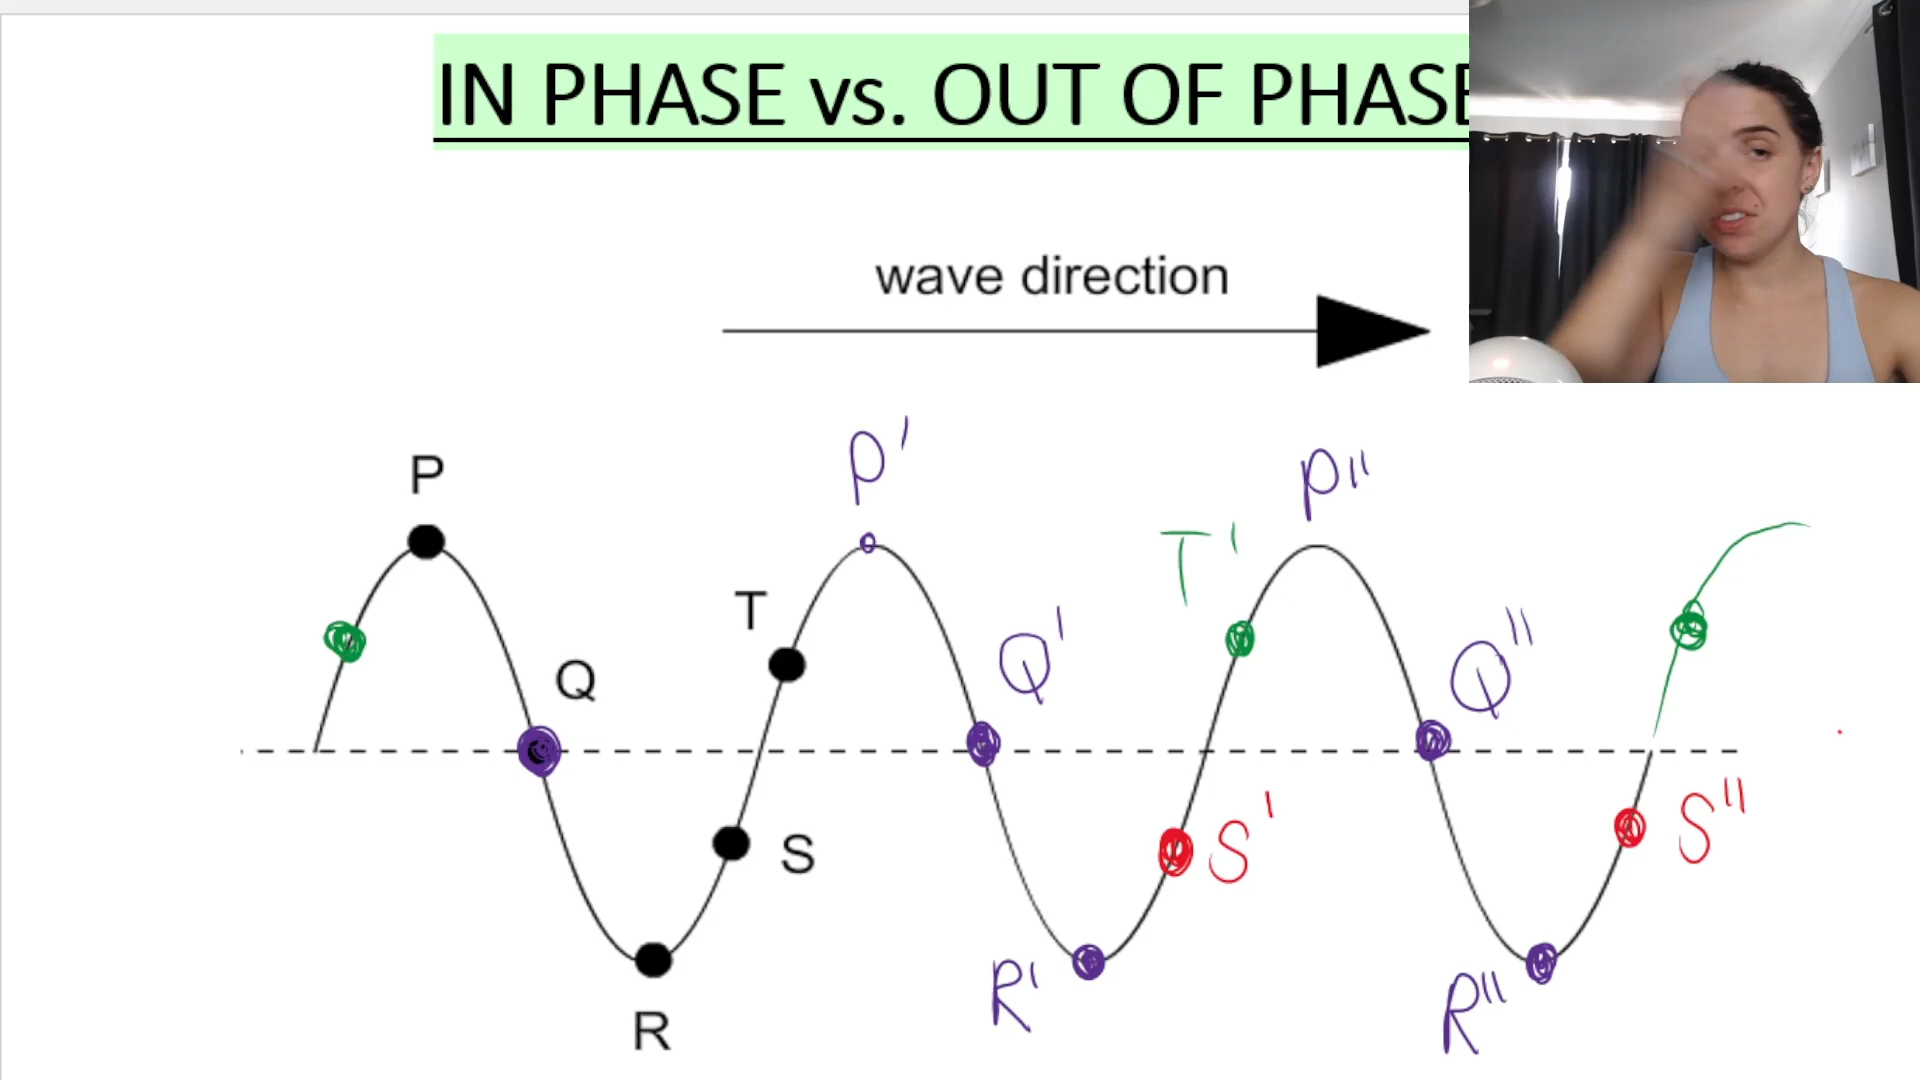 IN PHASE vs. OUT OF PHASE
wave direction
P
P'
P"
T
T'
Q
Q'
Q"
S
S'
S"
R
R'
R"